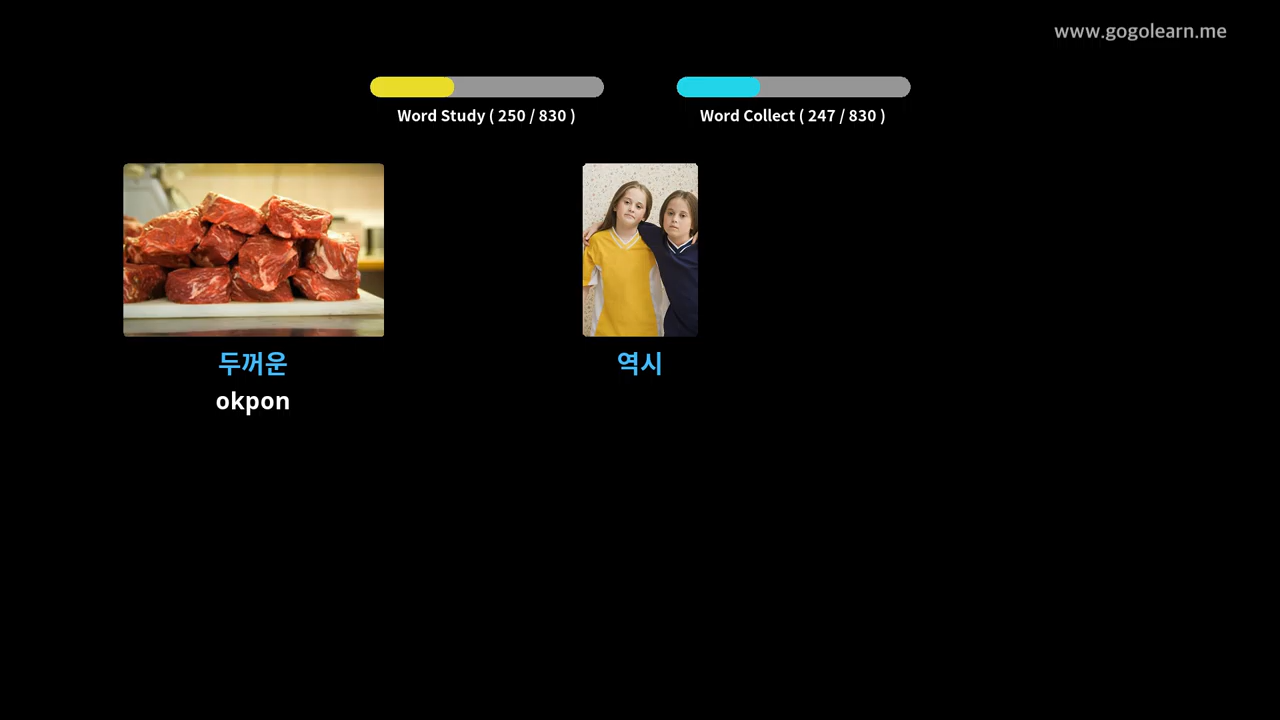 www.gogolearn.me
Word Study ( 250 / 830 )
Word Collect ( 247 / 830 )
두꺼운
okpon
역시